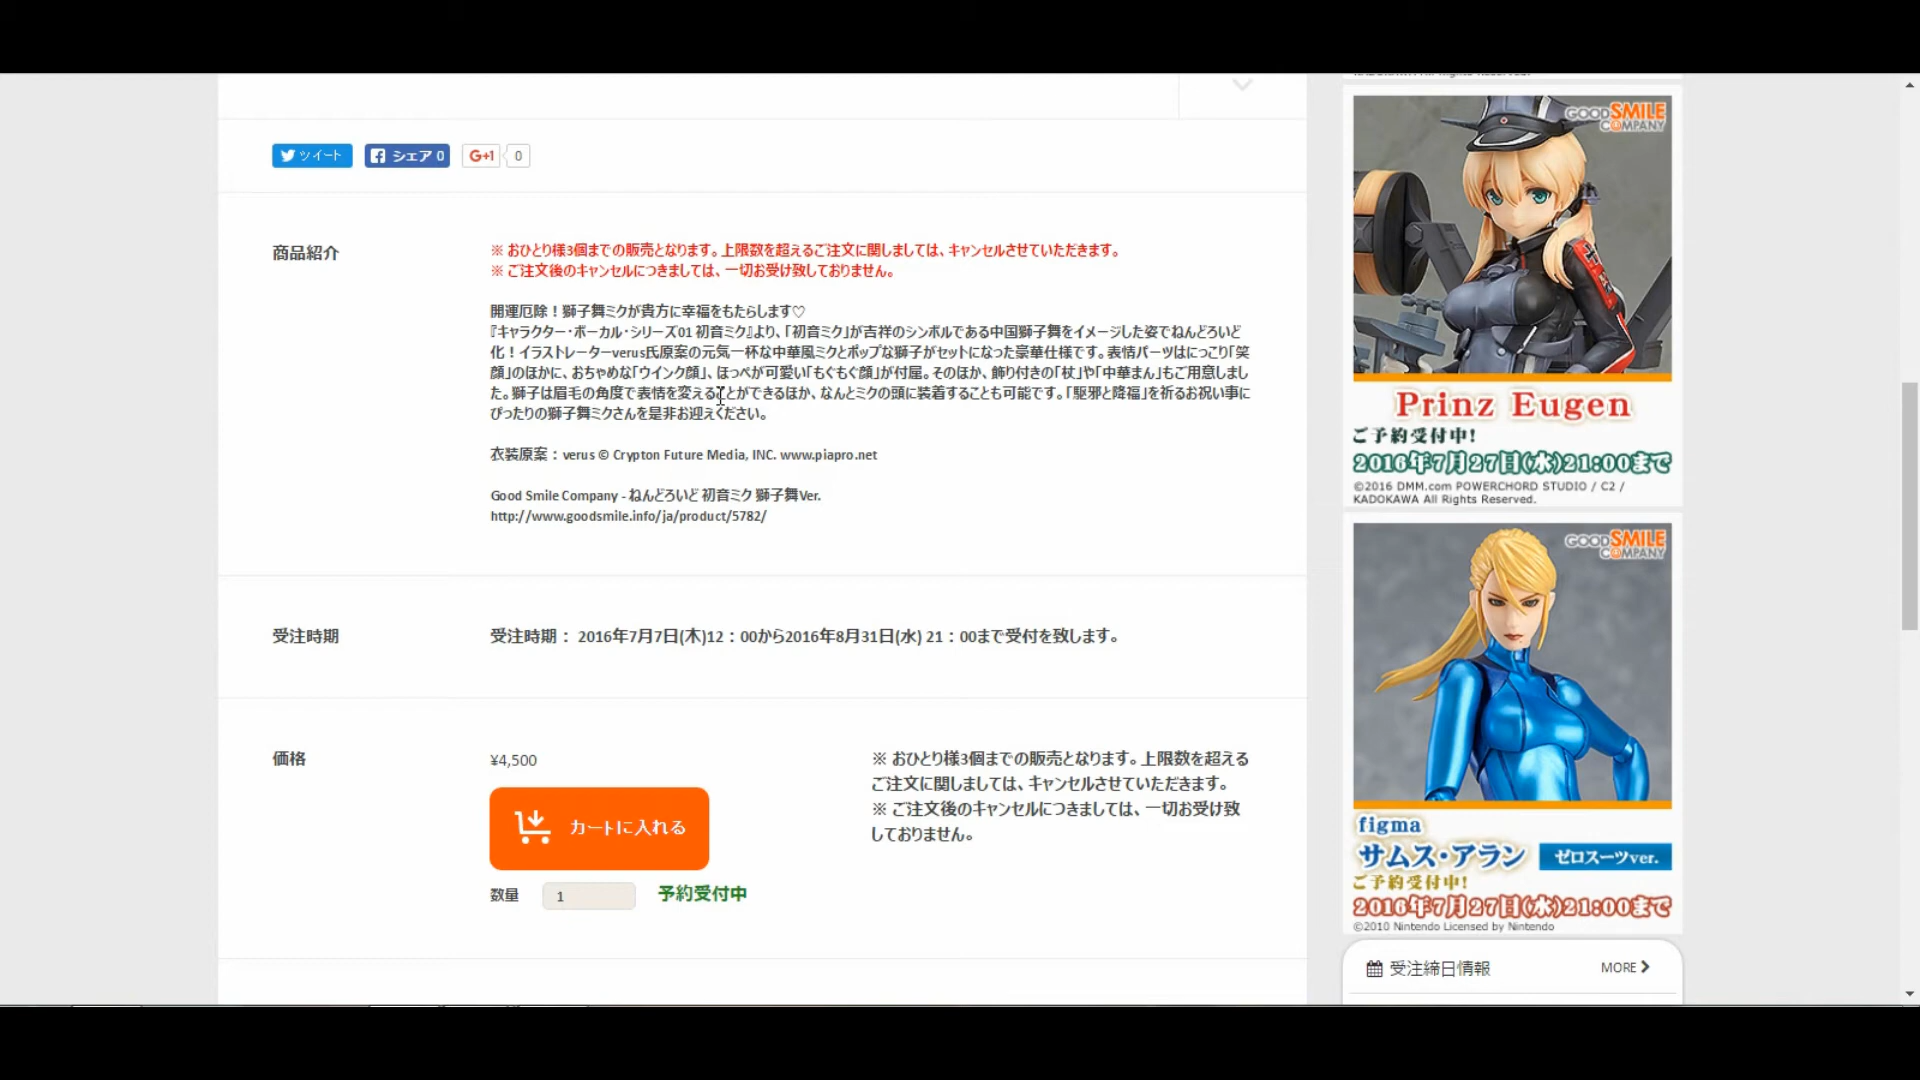 ツイート
シェア 0
G+1
0
商品紹介
※ おひとり様3個までの販売となります。上限数を超えるご注文に関しましては、キャンセルさせていただきます。
※ ご注文後のキャンセルにつきましては、一切お受け致しておりません。
開運厄除！獅子舞ミクが貴方に幸福をもたらします♡
『キャラクター・ボーカル・シリーズ01 初音ミク』より、「初音ミク」が吉祥のシンボルである中国獅子舞をイメージした姿でねんどろいど
化！イラストレーターverus氏原案の元気一杯な中華風ミクとポップな獅子がセットになった豪華仕様です。表情パーツはにっこり「笑
顔」のほかに、おちゃめな「ウインク顔」、ほっぺが可愛い「もぐもぐ顔」が付属。そのほか、飾り付きの「杖」や「中華まん」もご用意しまし
た。獅子は眉毛の角度で表情を変えることができるほか、なんとミクの頭に装着することも可能です。「駆邪と降福」を祈るお祝い事に
ぴったりの獅子舞ミクさんを是非お迎えください。
衣装原案：verus © Crypton Future Media, INC. www.piapro.net
Good Smile Company - ねんどろいど 初音ミク 獅子舞Ver.
http://www.goodsmile.info/ja/product/5782/
受注時期
受注時期： 2016年7月7日(木)12：00から2016年8月31日(水) 21：00まで受付を致します。
価格
¥4,500
カートに入れる
数量
1
予約受付中
※ おひとり様3個までの販売となります。上限数を超える
ご注文に関しましては、キャンセルさせていただきます。
※ ご注文後のキャンセルにつきましては、一切お受け致
しておりません。
GOODSMILE
COMPANY
Prinz Eugen
ご予約受付中!
2016年7月27日(水)21:00まで
©2016 DMM.com POWERCHORD STUDIO / C2 /
KADOKAWA All Rights Reserved.
GOODSMILE
COMPANY
figma
サムス・アラン
ゼロスーツver.
ご予約受付中!
2016年7月27日(水)21:00まで
©2010 Nintendo Licensed by Nintendo
受注締日情報
MORE